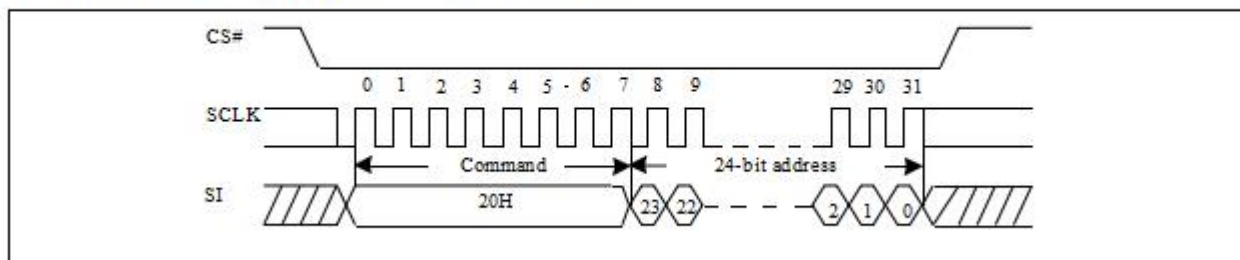 CS#
0 1 2 3 4 5 - 6 7 8 9 29 30 31
SCLK
Command 24-bit address
SI 20H 23 22 2 1 0